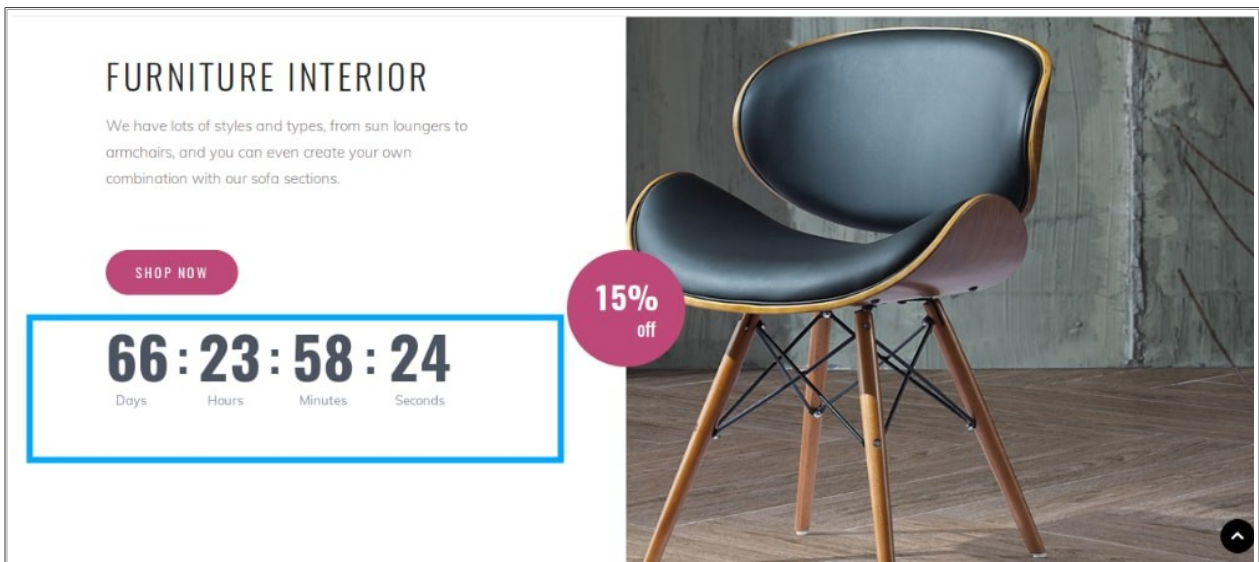 FURNITURE INTERIOR
We have lots of styles and types, from sun loungers to
armchairs, and you can even create your own
combination with our sofa sections.
SHOP NOW
15%
off
66 : 23 : 58 : 24
Days Hours Minutes Seconds